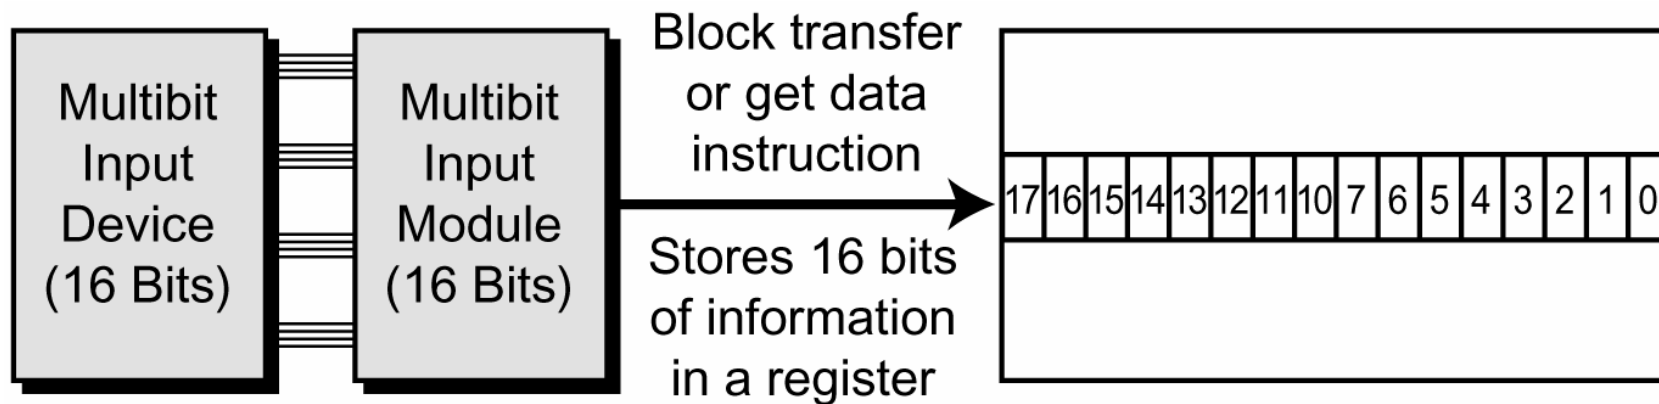 Multibit
Input
Device
(16 Bits)
Multibit
Input
Module
(16 Bits)
Block transfer
or get data
instruction
Stores 16 bits
of information
in a register
17 16 15 14 13 12 11 10 7 6 5 4 3 2 1 0